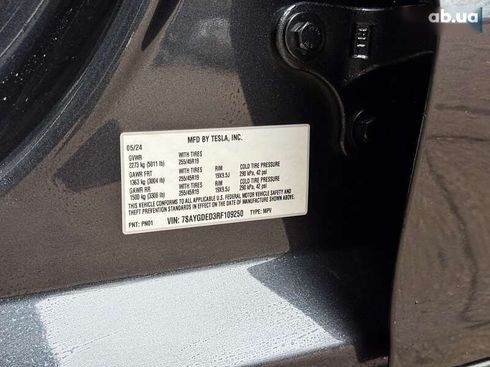 ab.ua
MFD BY TESLA, INC.
05/24
GVWR WITH TIRES RIM COLD TIRE PRESSURE
2273 kg (5011 lb) 255/45R19 19X9.5J 290 kPa, 42 psi
GAWR FRT WITH TIRES RIM COLD TIRE PRESSURE
1363 kg (3004 lb) 255/45R19 19X9.5J 290 kPa, 42 psi
GAWR RR WITH TIRES
1500 kg (3306 lb) 255/45R19
THIS VEHICLE CONFORMS TO ALL APPLICABLE U.S. FEDERAL MOTOR VEHICLE SAFETY AND
THEFT PREVENTION STANDARDS IN EFFECT ON THE DATE OF MANUFACTURE SHOWN ABOVE.
PNT: PN01 VIN: 7SAYGDED3RF109250 TYPE: MPV